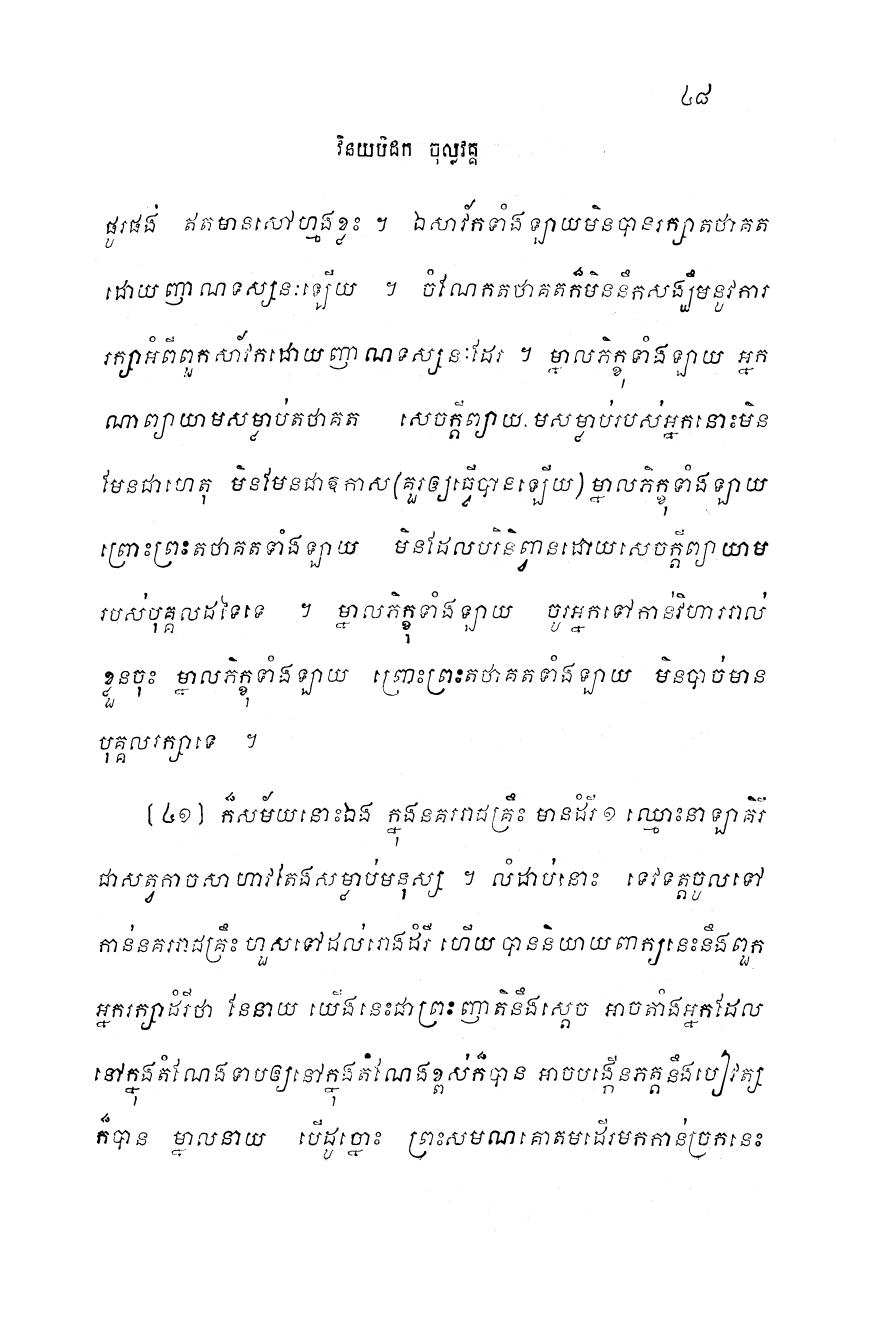 ៤៨
វិនយបិដក ចុល្លវគ្គ
ផូរផង់ ឥតមានសៅហ្មងខ្លះ ។ ឯសាវ័កទាំងឡាយមិនបានរក្សាតថាគត
ដោយញាណទស្សនៈឡើយ ។ ចំណែកតថាគតក៏មិននឹកសង្ឃឹមនូវការ
រក្សាអំពីពួកសាវ័កដោយញាណទស្សនៈដែរ ។ ម្នាលភិក្ខុទាំងឡាយ អ្នក
ណាព្យាយាមសម្លាប់តថាគត សេចក្តីព្យាយាមសម្លាប់របស់អ្នកនោះមិន
មែនជាហេតុ មិនមែនជាឱកាស(គួរឲ្យធ្វើបានឡើយ) ម្នាលភិក្ខុទាំងឡាយ
ព្រោះព្រះតថាគតទាំងឡាយ មិនដែលបរិនិព្វានដោយសេចក្តីព្យាយាម
របស់បុគ្គលដទៃទេ ។ ម្នាលភិក្ខុទាំងឡាយ ចូរអ្នកទៅកាន់វិហាររាល់
ខ្លួនចុះ ម្នាលភិក្ខុទាំងឡាយ ព្រោះព្រះតថាគតទាំងឡាយ មិនបាច់មាន
បុគ្គលរក្សាទេ ។
(៤១) ក៏សម័យនោះឯង ក្នុងនគររាជគ្រឹះ មានដំរី ១ ឈ្មោះនាឡាគិរី
ជាសត្វកាចសាហាវតែងសម្លាប់មនុស្ស ។ លំដាប់នោះ ទេវទត្តចូលទៅ
កាន់នគររាជគ្រឹះ ហួសទៅដល់រោងដំរី ហើយ បាននិយាយពាក្យនេះនឹងពួក
អ្នករក្សាដំរីថា នែនាយ យើងនេះជាព្រះញាតិនឹងស្តេច អាចតាំងអ្នកដែល
នៅក្នុងតំណែងទាបឲ្យនៅក្នុងតំណែងខ្ពស់ក៏បាន អាចបង្កើនភត្តនឹងបៀវត្ស
ក៏បាន ម្នាលនាយ បើដូច្នោះ ព្រះសមណគោតមដើរមកកាន់ច្រកនេះ